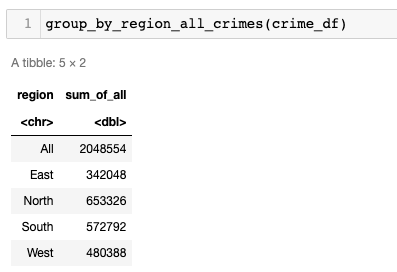 1 group_by_region_all_crimes(crime_df)
A tibble: 5 × 2
region sum_of_all
<chr> <dbl>
All 2048554
East 342048
North 653326
South 572792
West 480388